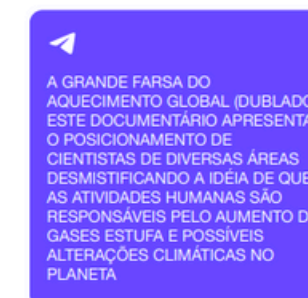 A GRANDE FARSA DO
AQUECIMENTO GLOBAL (DUBLADO
ESTE DOCUMENTÁRIO APRESENTA
O POSICIONAMENTO DE
CIENTISTAS DE DIVERSAS ÁREAS
DESMISTIFICANDO A IDÉIA DE QUE
AS ATIVIDADES HUMANAS SÃO
RESPONSÁVEIS PELO AUMENTO D
GASES ESTUFA E POSSÍVEIS
ALTERAÇÕES CLIMÁTICAS NO
PLANETA